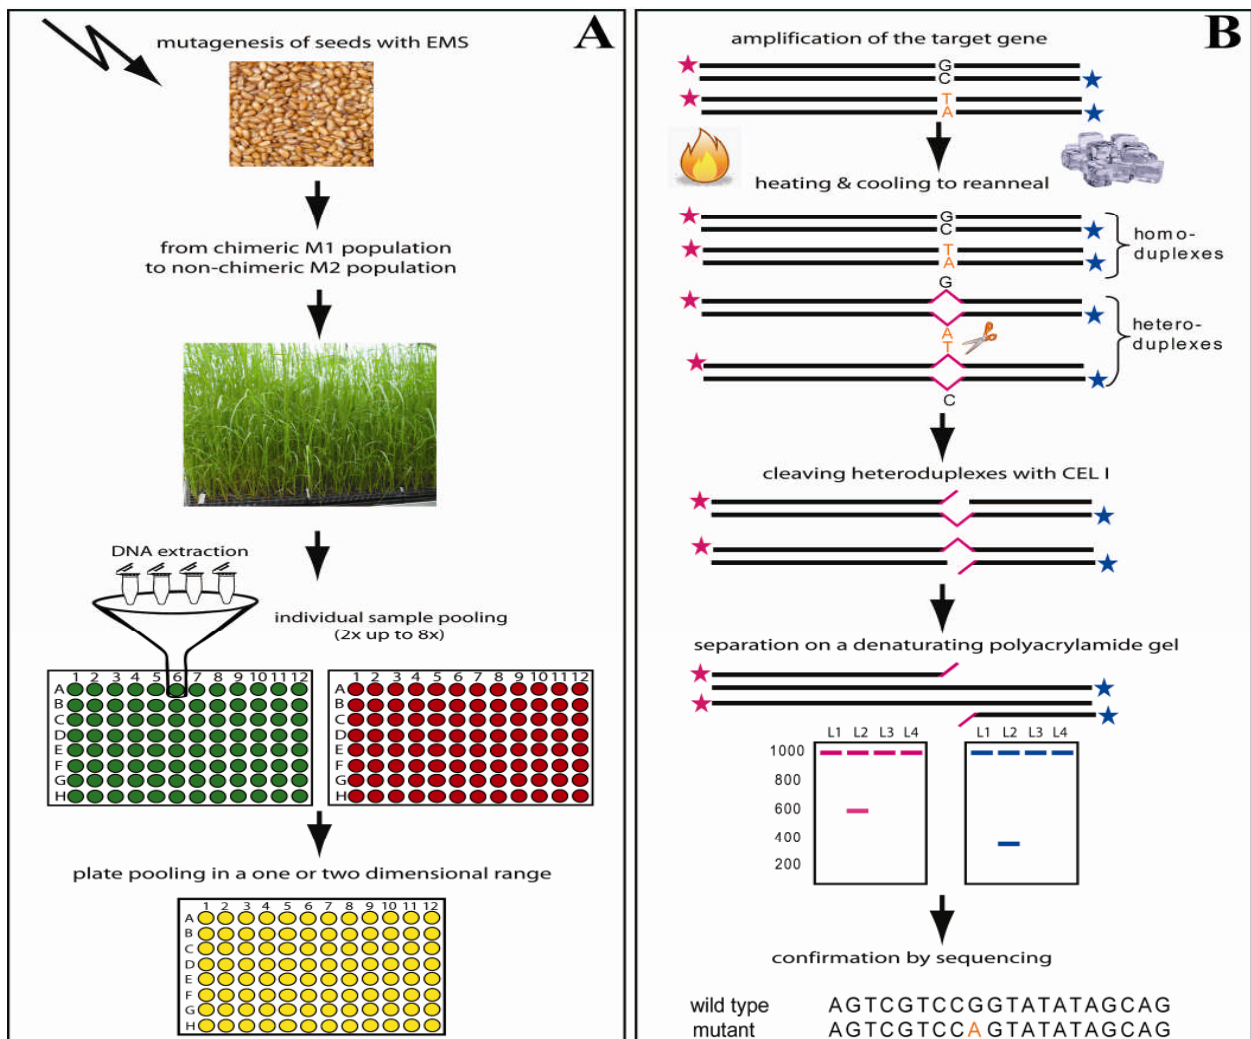 A
mutagenesis of seeds with EMS
from chimeric M1 population
to non-chimeric M2 population
DNA extraction
individual sample pooling
(2x up to 8x)
1 2 3 4 5 6 7 8 9 10 11 12
A
B
C
D
E
F
G
H
1 2 3 4 5 6 7 8 9 10 11 12
A
B
C
D
E
F
G
H
plate pooling in a one or two dimensional range
1 2 3 4 5 6 7 8 9 10 11 12
A
B
C
D
E
F
G
H
B
amplification of the target gene
G
C
T
A
heating & cooling to reanneal
G
C
T
A
homo-
duplexes
G
A
T
C
hetero-
duplexes
cleaving heteroduplexes with CEL I
separation on a denaturating polyacrylamide gel
L1 L2 L3 L4
L1 L2 L3 L4
1000
800
600
400
200
confirmation by sequencing
wild type AGTCGTCCGGTATATAGCAG
mutant AGTCGTCCAGTATATAGCAG